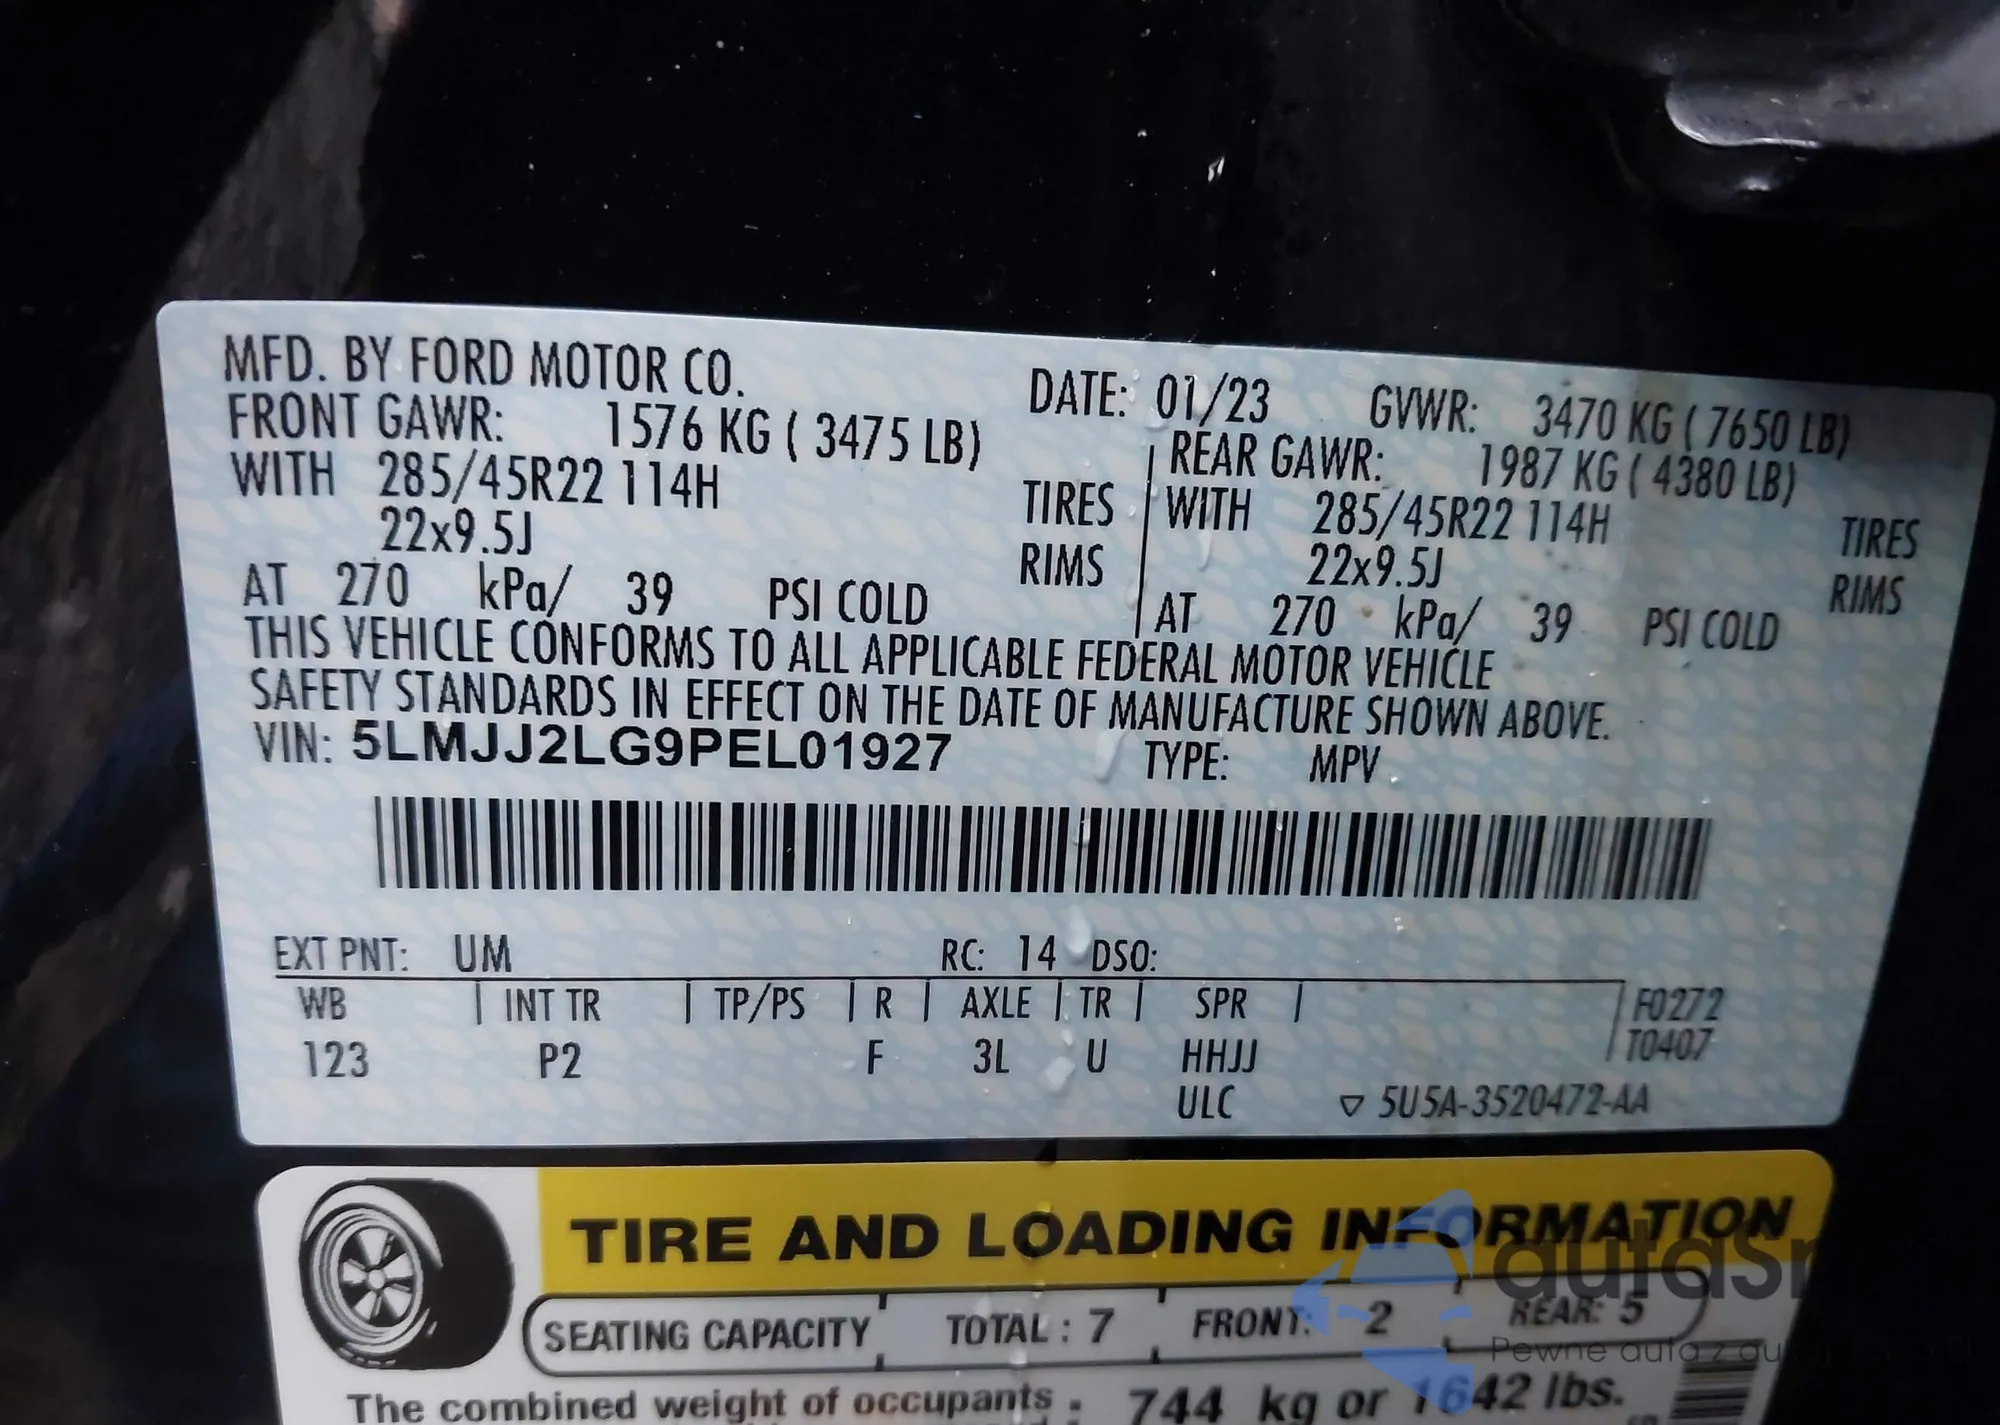 MFD. BY FORD MOTOR CO.
DATE: 01/23 GVWR: 3470 KG ( 7650 LB)
FRONT GAWR: 1576 KG ( 3475 LB) REAR GAWR: 1987 KG ( 4380 LB)
WITH 285/45R22 114H TIRES WITH 285/45R22 114H TIRES
22x9.5J RIMS 22x9.5J RIMS
AT 270 kPa/ 39 PSI COLD AT 270 kPa/ 39 PSI COLD
THIS VEHICLE CONFORMS TO ALL APPLICABLE FEDERAL MOTOR VEHICLE
SAFETY STANDARDS IN EFFECT ON THE DATE OF MANUFACTURE SHOWN ABOVE.
VIN: 5LMJJ2LG9PEL01927 TYPE: MPV
EXT PNT: UM RC: 14 DSO:
WB INT TR TP/PS R AXLE TR SPR F0272
T0407
123 P2 F 3L U HHJJ
ULC ▽ 5U5A-3520472-AA
TIRE AND LOADING INFORMATION
SEATING CAPACITY TOTAL : 7 FRONT: 2 REAR: 5
The combined weight of occupants : 744 kg or 1642 lbs.
autaS
Pewne auta z au